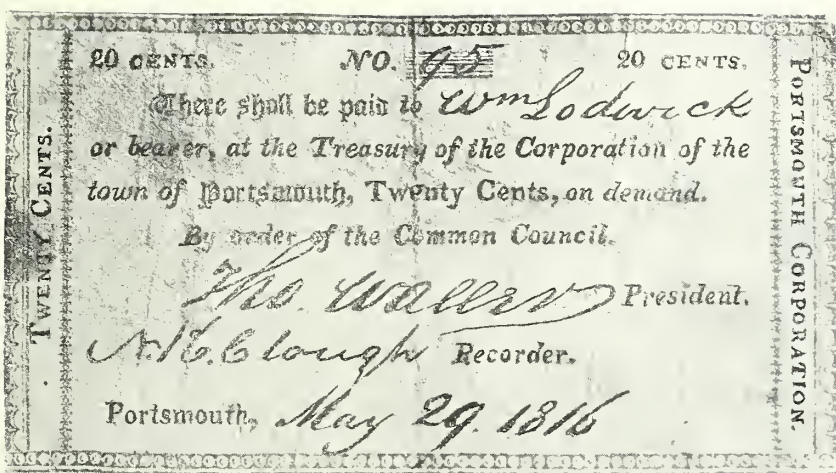 TWENTY CENTS.
20 CENTS. NO. 95 20 CENTS.
There shall be paid to Wm Lodwick
or bearer, at the Treasury of the Corporation of the
town of Portsmouth, Twenty Cents, on demand.
By order of the Common Council.
Tho. Waller President.
N. K. Clough Recorder.
Portsmouth, May 29. 1816
PORTSMOUTH CORPORATION.